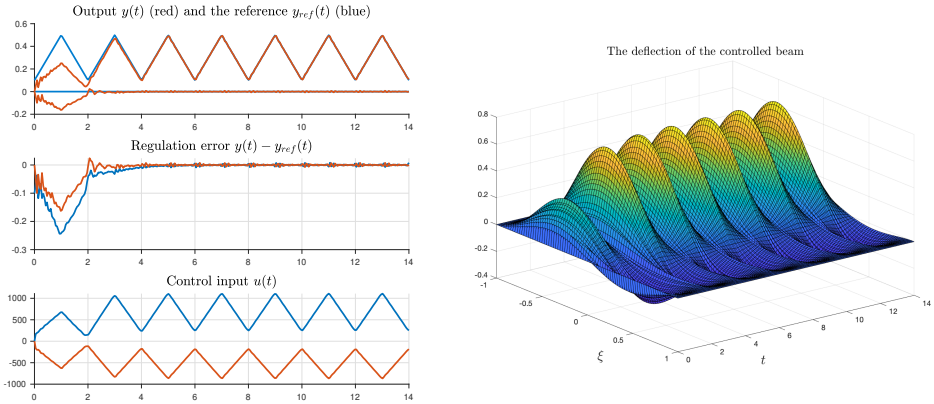 Output y(t) (red) and the reference y_ref(t) (blue)
0.6
0.4
0.2
0
-0.2
0 2 4 6 8 10 12 14
Regulation error y(t) − y_ref(t)
0
-0.1
-0.2
-0.3
0 2 4 6 8 10 12 14
Control input u(t)
1000
500
0
-500
-1000
0 2 4 6 8 10 12 14
The deflection of the controlled beam
0.8
0.6
0.4
0.2
0
-0.2
-0.4
-1
-0.5
0
0.5
1
ξ
0 2 4 6 8 10 12 14
t